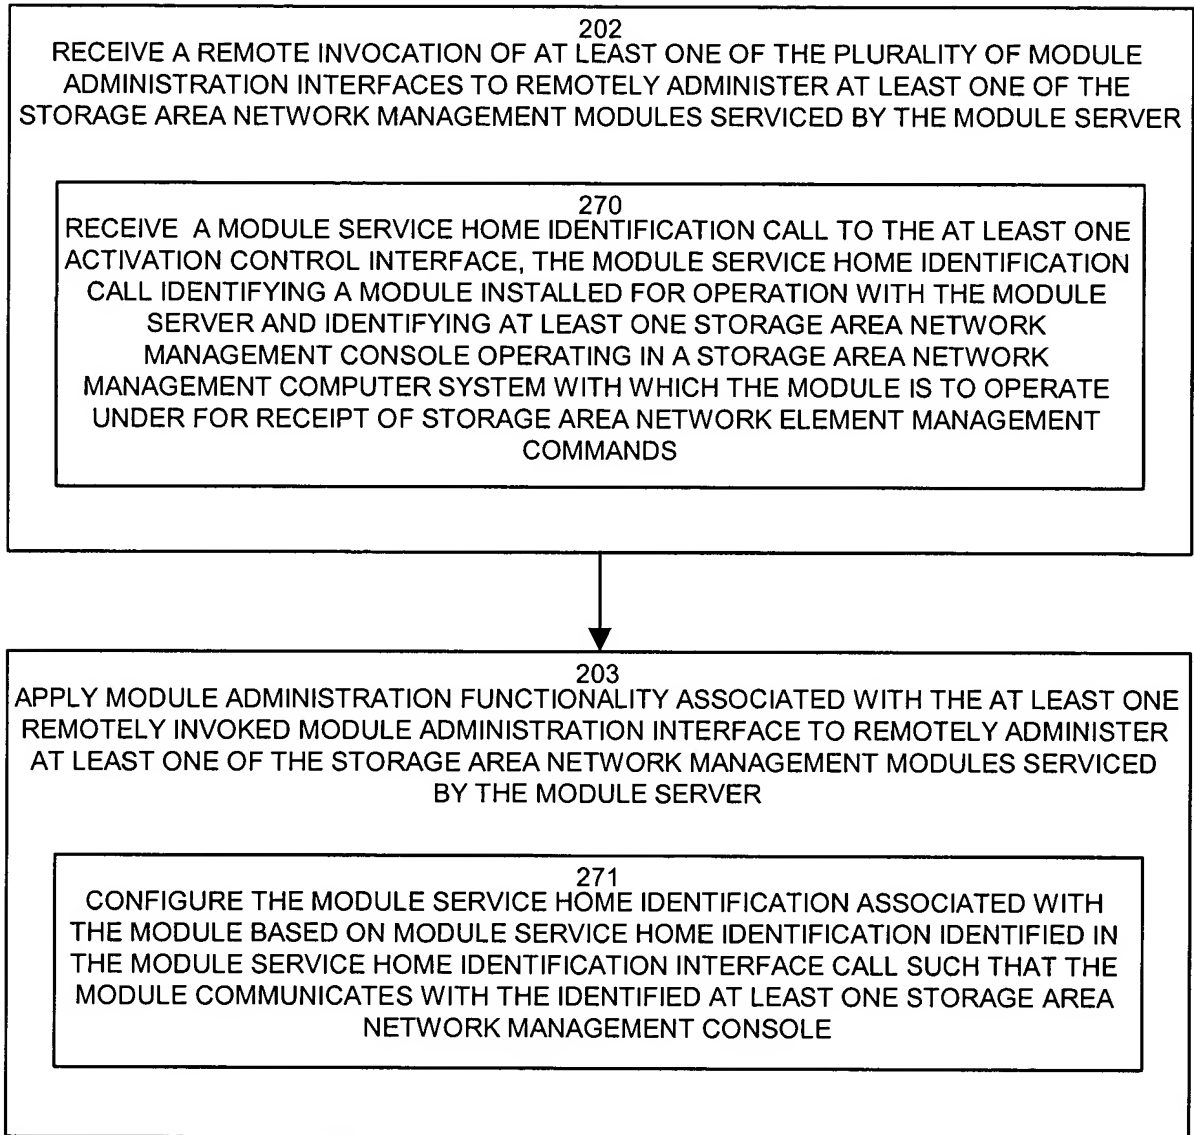 202
RECEIVE A REMOTE INVOCATION OF AT LEAST ONE OF THE PLURALITY OF MODULE
ADMINISTRATION INTERFACES TO REMOTELY ADMINISTER AT LEAST ONE OF THE
STORAGE AREA NETWORK MANAGEMENT MODULES SERVICED BY THE MODULE SERVER
270
RECEIVE A MODULE SERVICE HOME IDENTIFICATION CALL TO THE AT LEAST ONE
ACTIVATION CONTROL INTERFACE, THE MODULE SERVICE HOME IDENTIFICATION
CALL IDENTIFYING A MODULE INSTALLED FOR OPERATION WITH THE MODULE
SERVER AND IDENTIFYING AT LEAST ONE STORAGE AREA NETWORK
MANAGEMENT CONSOLE OPERATING IN A STORAGE AREA NETWORK
MANAGEMENT COMPUTER SYSTEM WITH WHICH THE MODULE IS TO OPERATE
UNDER FOR RECEIPT OF STORAGE AREA NETWORK ELEMENT MANAGEMENT
COMMANDS
203
APPLY MODULE ADMINISTRATION FUNCTIONALITY ASSOCIATED WITH THE AT LEAST ONE
REMOTELY INVOKED MODULE ADMINISTRATION INTERFACE TO REMOTELY ADMINISTER
AT LEAST ONE OF THE STORAGE AREA NETWORK MANAGEMENT MODULES SERVICED
BY THE MODULE SERVER
271
CONFIGURE THE MODULE SERVICE HOME IDENTIFICATION ASSOCIATED WITH
THE MODULE BASED ON MODULE SERVICE HOME IDENTIFICATION IDENTIFIED IN
THE MODULE SERVICE HOME IDENTIFICATION INTERFACE CALL SUCH THAT THE
MODULE COMMUNICATES WITH THE IDENTIFIED AT LEAST ONE STORAGE AREA
NETWORK MANAGEMENT CONSOLE